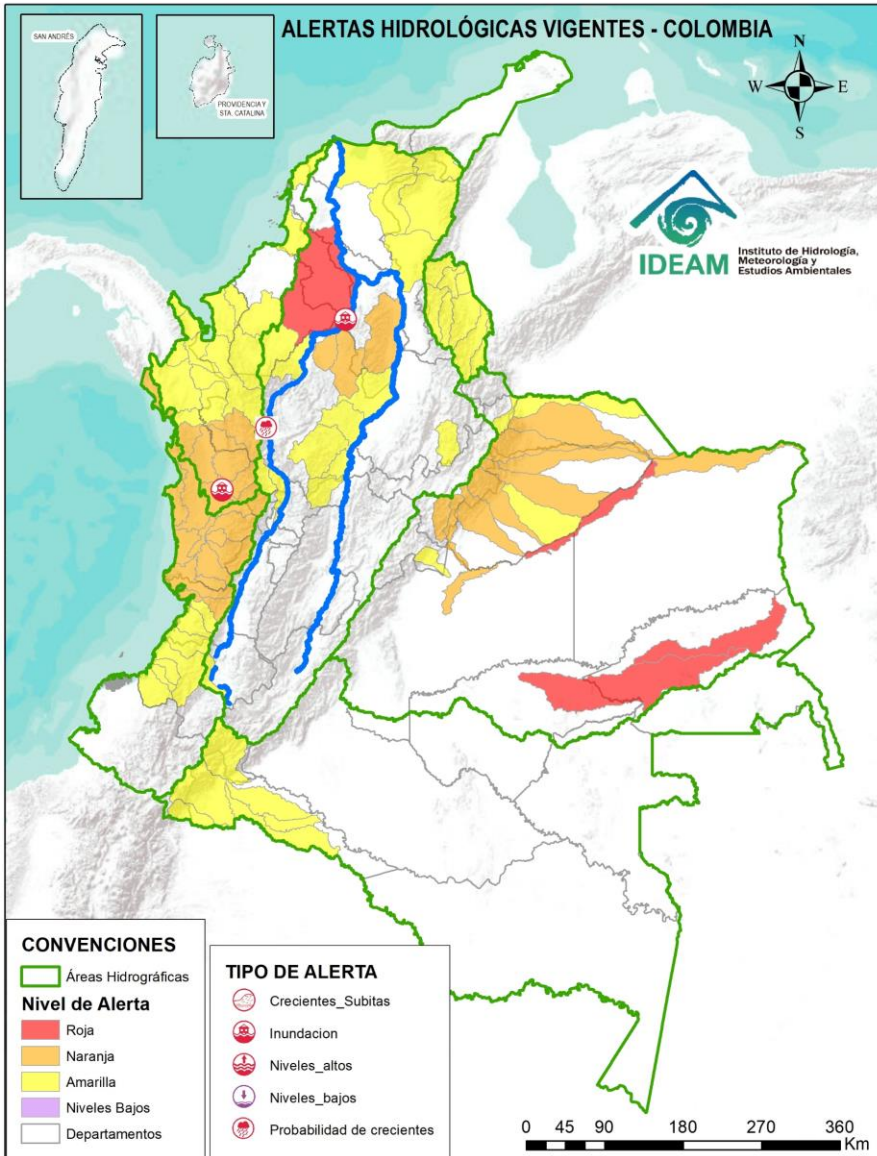 ALERTAS HIDROLÓGICAS VIGENTES - COLOMBIA
SAN ANDRÉS
PROVIDENCIA Y
STA. CATALINA
N
W
E
S
IDEAM
Instituto de Hidrología,
Meteorología y
Estudios Ambientales
CONVENCIONES
Áreas Hidrográficas
Nivel de Alerta
Roja
Naranja
Amarilla
Niveles Bajos
Departamentos
TIPO DE ALERTA
Crecientes_Subitas
Inundacion
Niveles_altos
Niveles_bajos
Probabilidad de crecientes
0 45 90 180 270 360
Km